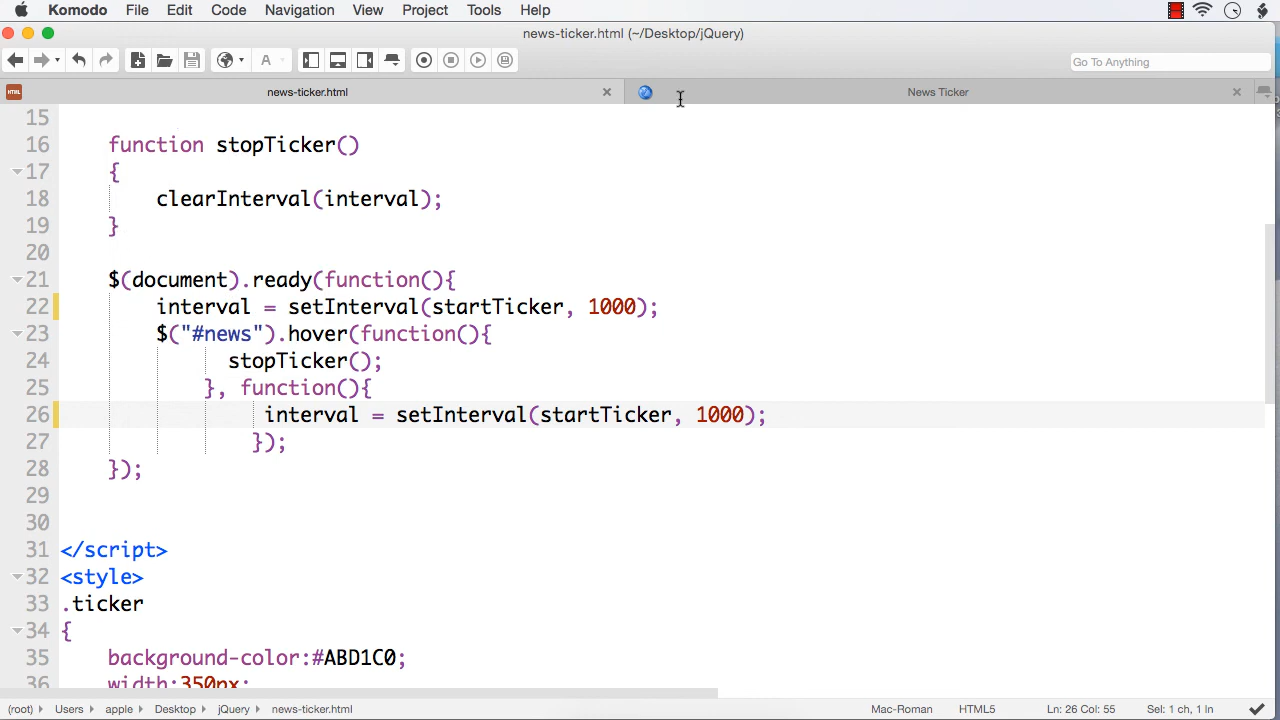 Komodo File Edit Code Navigation View Project Tools Help
news-ticker.html (~/Desktop/jQuery)
A Go To Anything
HTML news-ticker.html News Ticker
15
16 function stopTicker()
17 {
18 clearInterval(interval);
19 }
20
21 $(document).ready(function(){
22 interval = setInterval(startTicker, 1000);
23 $("#news").hover(function(){
24 stopTicker();
25 }, function(){
26 interval = setInterval(startTicker, 1000);
27 });
28 });
29
30
31 </script>
32 <style>
33 .ticker
34 {
35 background-color:#ABD1C0;
36 width:350px;
(root) Users apple Desktop jQuery news-ticker.html Mac-Roman HTML5 Ln: 26 Col: 55 Sel: 1 ch, 1 ln